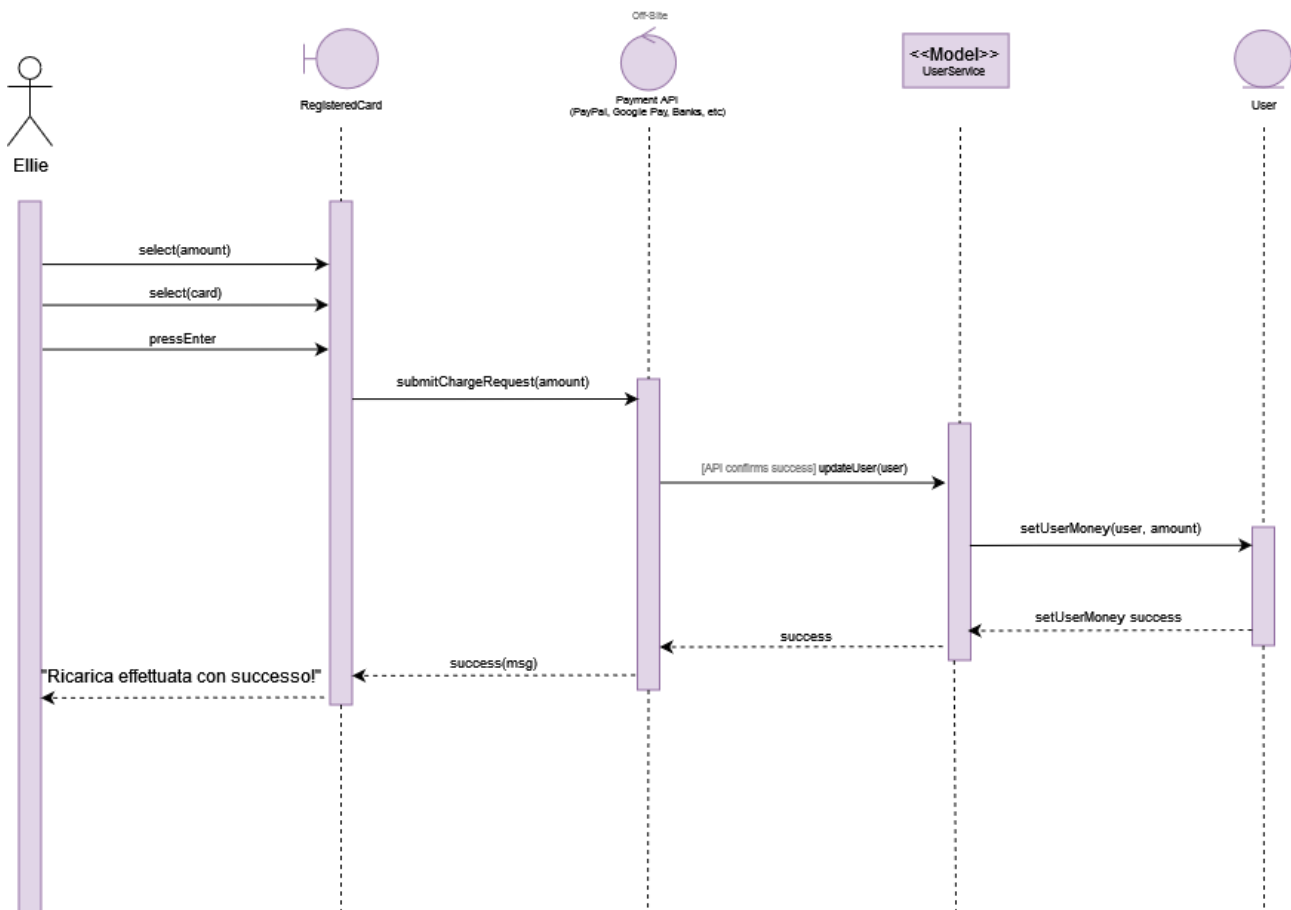 Off-Site
<<Model>>
UserService
RegisteredCard
Payment API
(PayPal, Google Pay, Banks, etc)
User
Ellie
select(amount)
select(card)
pressEnter
submitChargeRequest(amount)
[API confirms success] updateUser(user)
setUserMoney(user, amount)
setUserMoney success
success
success(msg)
"Ricarica effettuata con successo!"